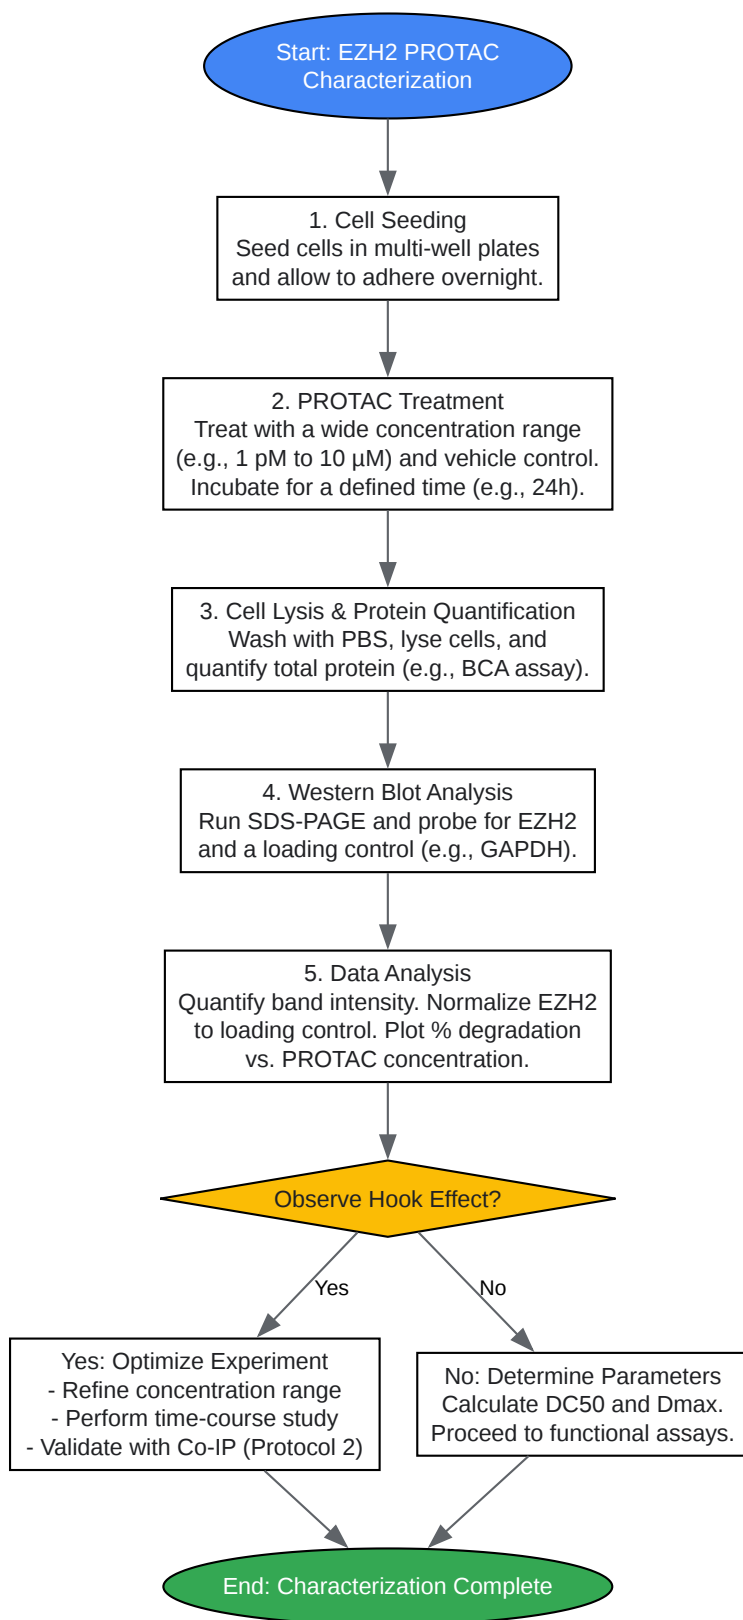 Start: EZH2 PROTAC
Characterization
1. Cell Seeding
Seed cells in multi-well plates
and allow to adhere overnight.
2. PROTAC Treatment
Treat with a wide concentration range
(e.g., 1 pM to 10 µM) and vehicle control.
Incubate for a defined time (e.g., 24h).
3. Cell Lysis & Protein Quantification
Wash with PBS, lyse cells, and
quantify total protein (e.g., BCA assay).
4. Western Blot Analysis
Run SDS-PAGE and probe for EZH2
and a loading control (e.g., GAPDH).
5. Data Analysis
Quantify band intensity. Normalize EZH2
to loading control. Plot % degradation
vs. PROTAC concentration.
Observe Hook Effect?
Yes
No
Yes: Optimize Experiment
- Refine concentration range
- Perform time-course study
- Validate with Co-IP (Protocol 2)
No: Determine Parameters
Calculate DC50 and Dmax.
Proceed to functional assays.
End: Characterization Complete